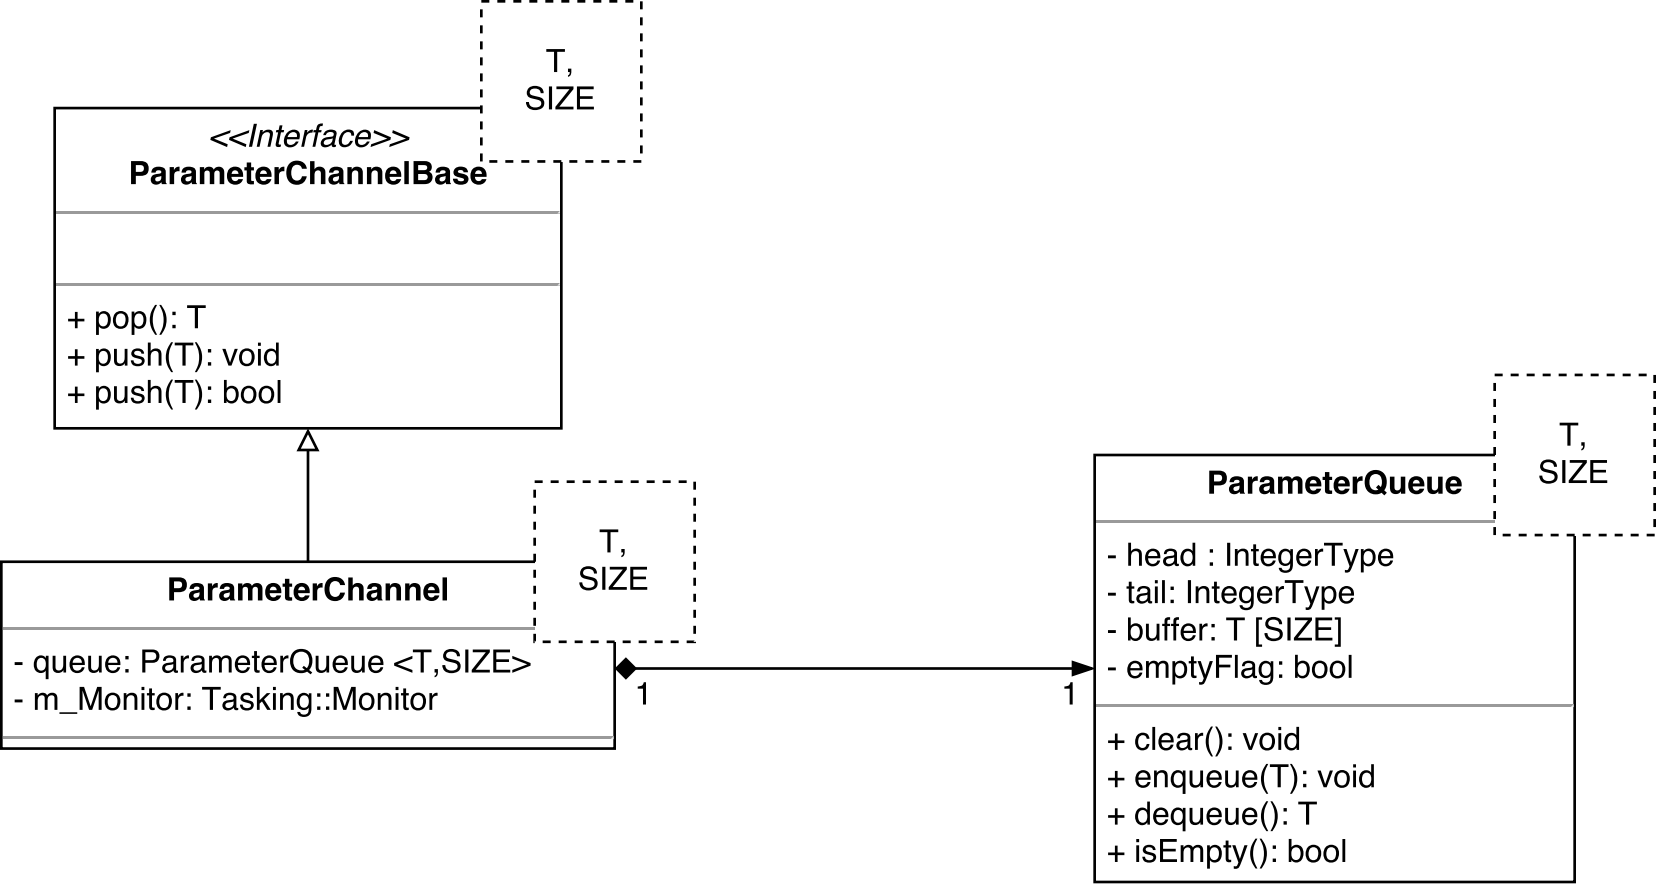 T,
SIZE
<<Interface>>
ParameterChannelBase
+ pop(): T
+ push(T): void
+ push(T): bool
T,
SIZE
ParameterChannel
- queue: ParameterQueue <T,SIZE>
- m_Monitor: Tasking::Monitor
1
1
T,
SIZE
ParameterQueue
- head : IntegerType
- tail: IntegerType
- buffer: T [SIZE]
- emptyFlag: bool
+ clear(): void
+ enqueue(T): void
+ dequeue(): T
+ isEmpty(): bool